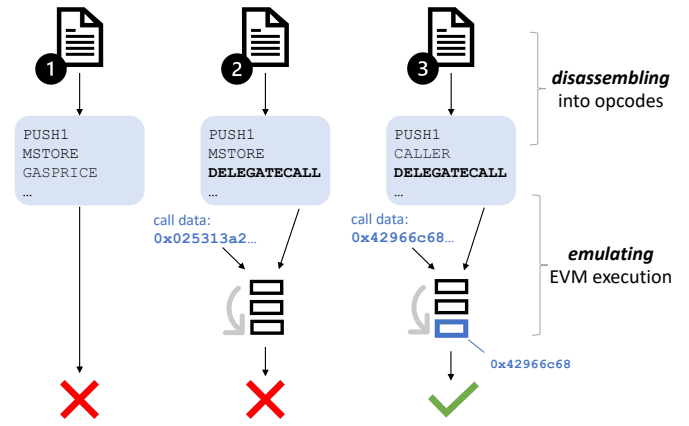 1
2
3
disassembling
into opcodes
PUSH1
MSTORE
GASPRICE
…
PUSH1
MSTORE
DELEGATECALL
…
PUSH1
CALLER
DELEGATECALL
…
call data:
0x025313a2…
call data:
0x42966c68…
emulating
EVM execution
0x42966c68